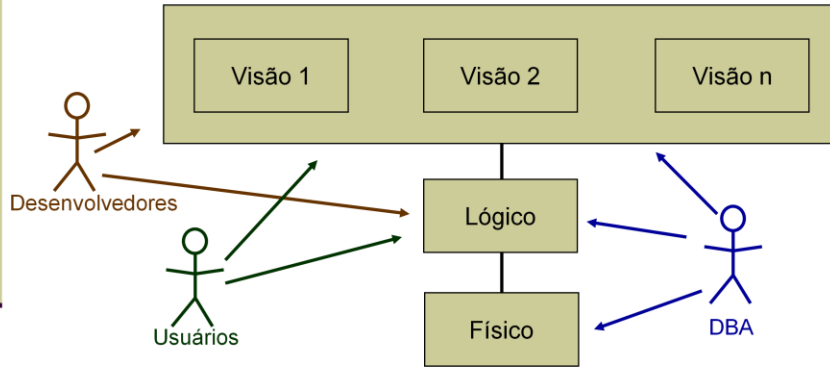 Visão 1
Visão 2
Visão n
Desenvolvedores
Lógico
Usuários
Físico
DBA